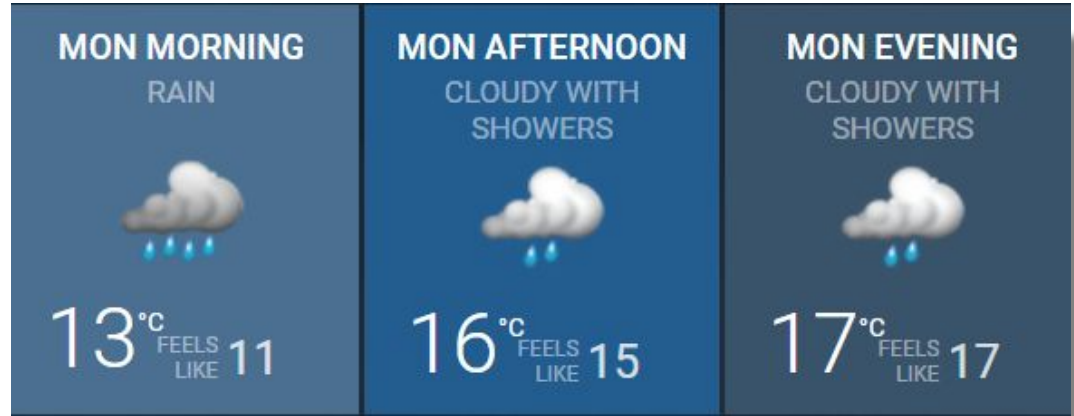 MON MORNING
RAIN
13 °C FEELS LIKE 11
MON AFTERNOON
CLOUDY WITH
SHOWERS
16 °C FEELS LIKE 15
MON EVENING
CLOUDY WITH
SHOWERS
17 °C FEELS LIKE 17